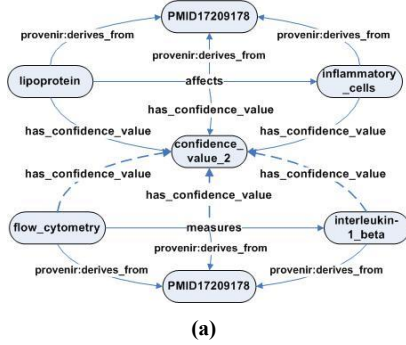 PMID17209178
provenir:derives_from
provenir:derives_from
provenir:derives_from
lipoprotein
affects
inflammatory
_cells
has_confidence_value
has_confidence_value
has_confidence_value
confidence_
value_2
has_confidence_value
has_confidence_value
has_confidence_value
flow_cytometry
measures
interleukin-
1_beta
provenir:derives_from
provenir:derives_from
provenir:derives_from
PMID17209178
(a)